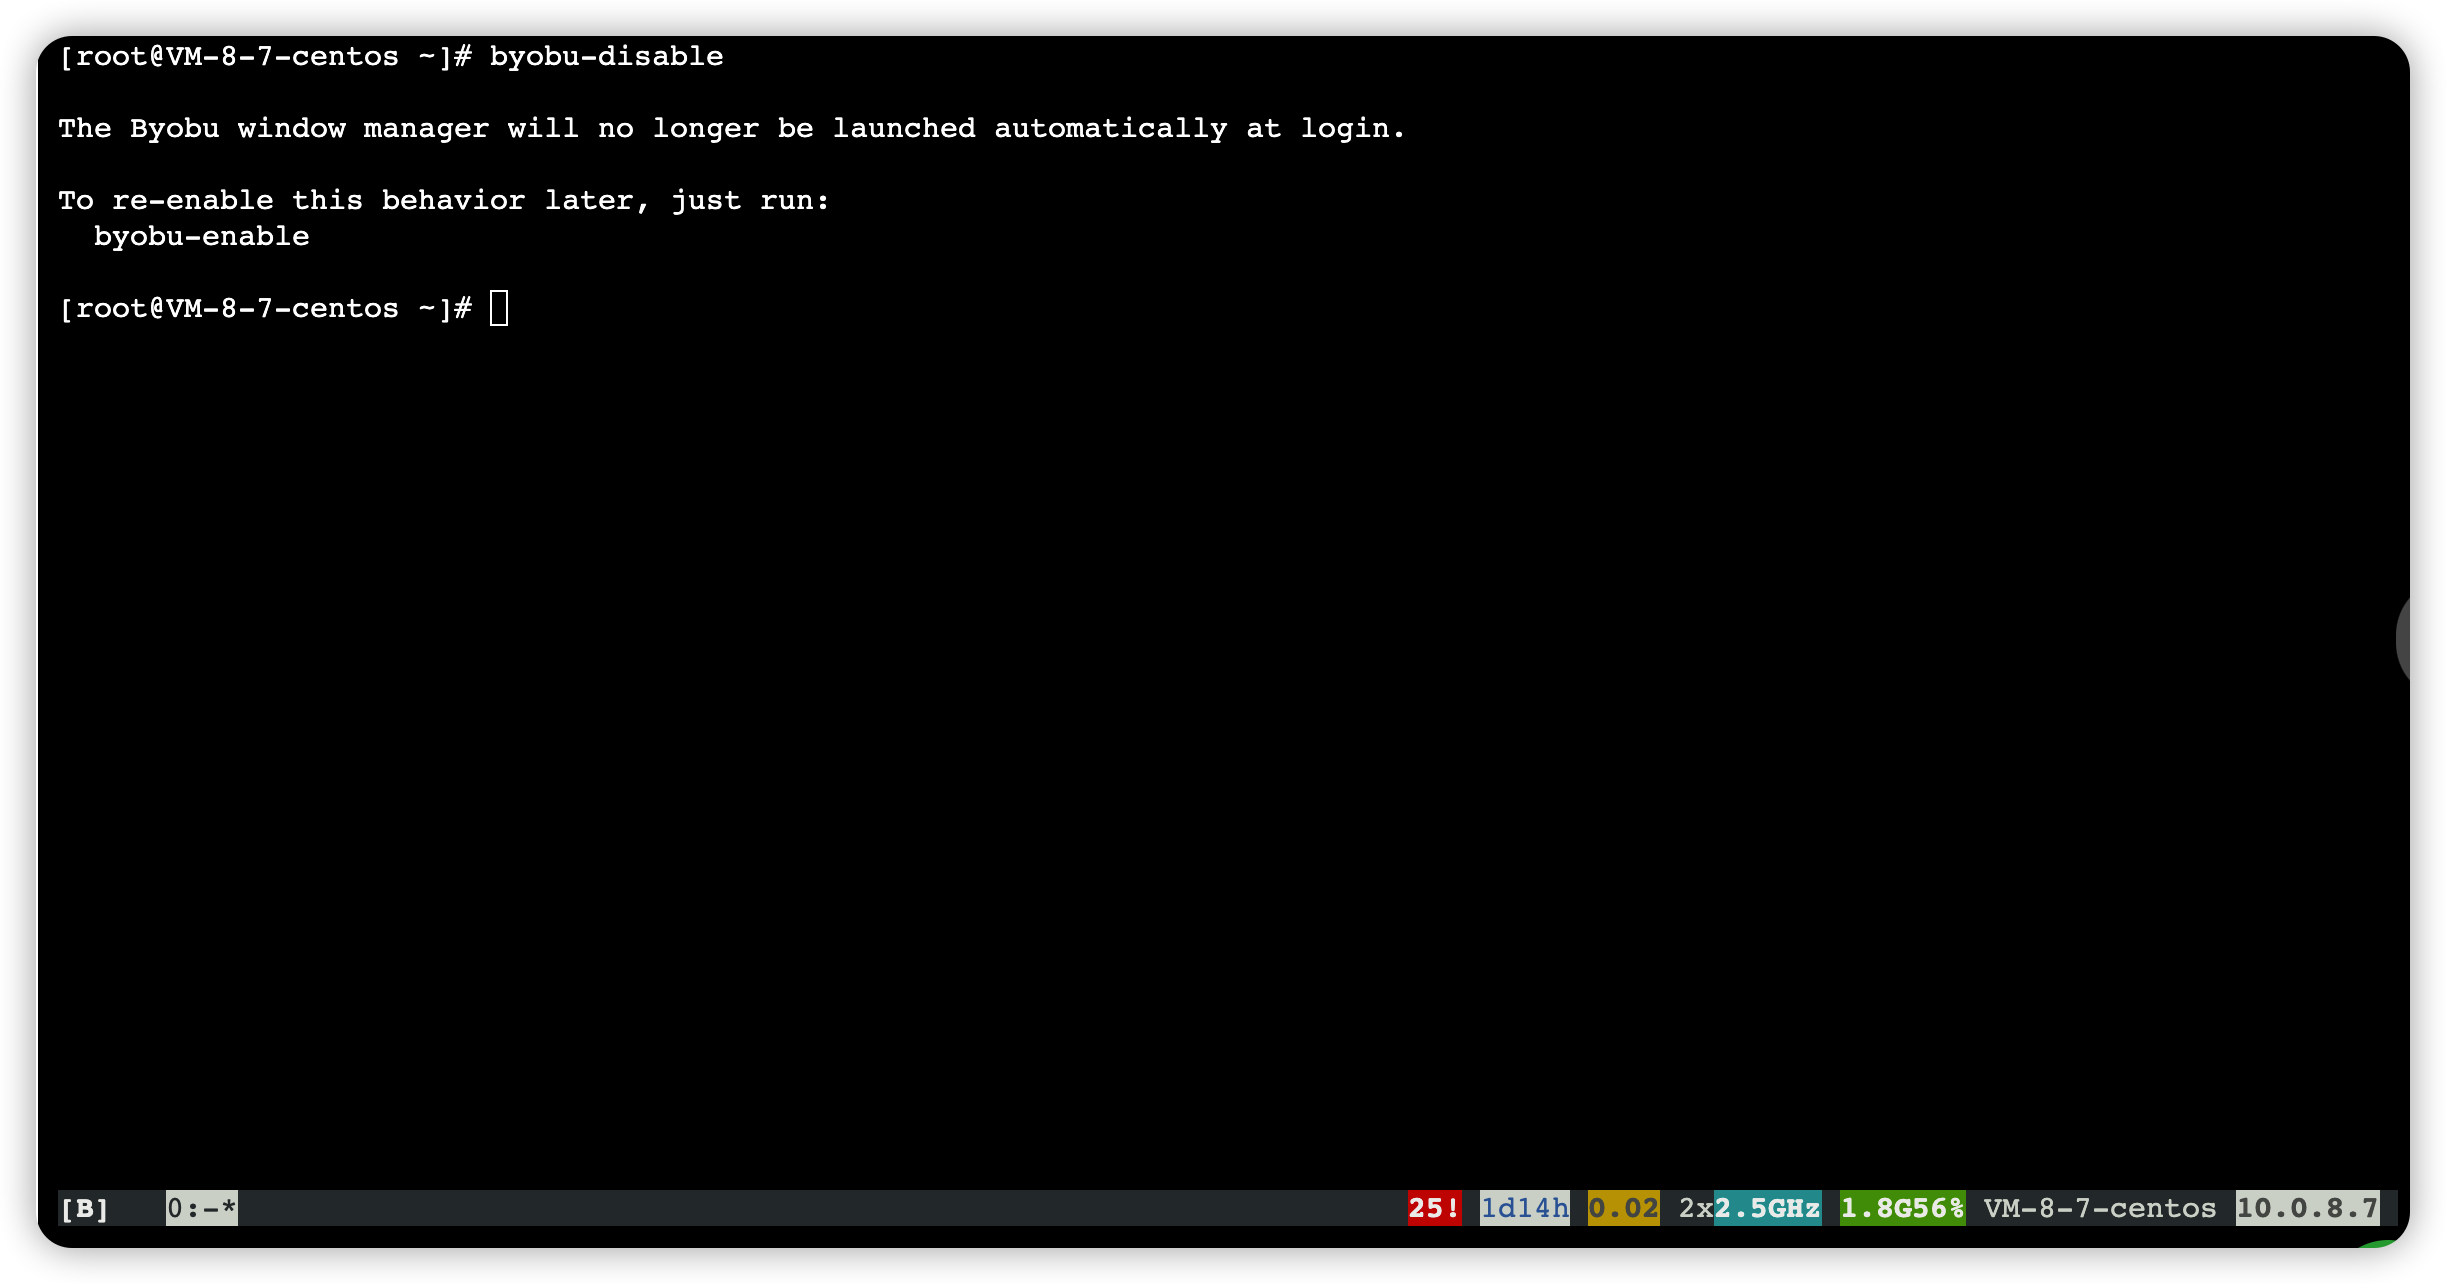 [root@VM-8-7-centos ~]# byobu-disable
The Byobu window manager will no longer be launched automatically at login.
To re-enable this behavior later, just run:
  byobu-enable
[root@VM-8-7-centos ~]#
[B]   0:-* 25! 1d14h 0.02 2x2.5GHz 1.8G56% VM-8-7-centos 10.0.8.7